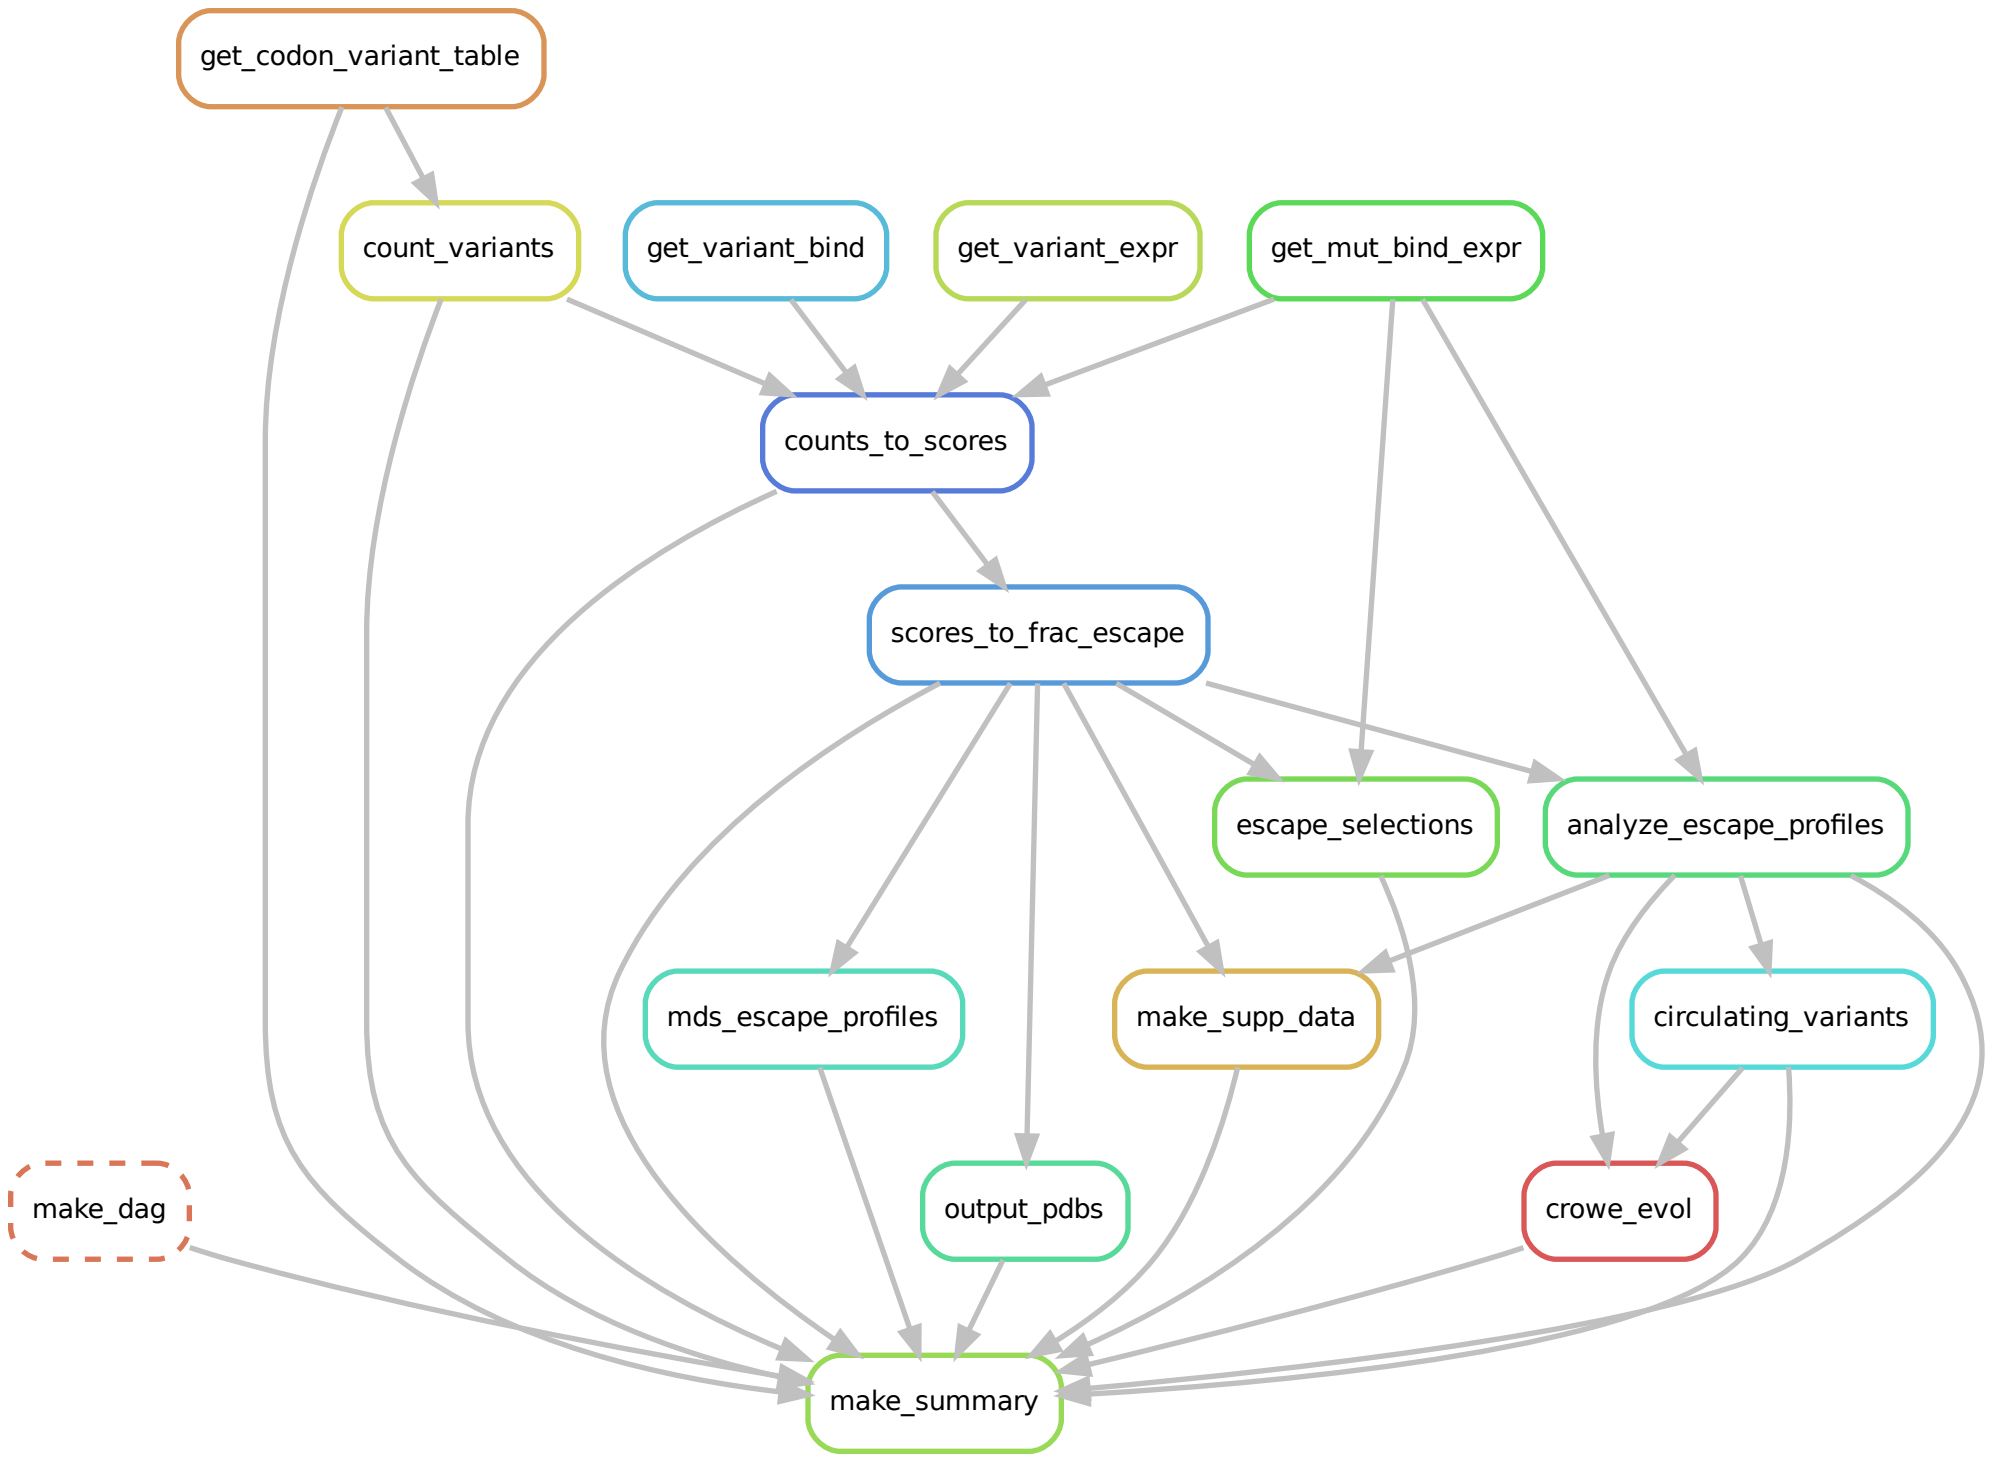 get_codon_variant_table
count_variants
get_variant_bind
get_variant_expr
get_mut_bind_expr
counts_to_scores
scores_to_frac_escape
escape_selections
analyze_escape_profiles
mds_escape_profiles
make_supp_data
circulating_variants
make_dag
output_pdbs
crowe_evol
make_summary